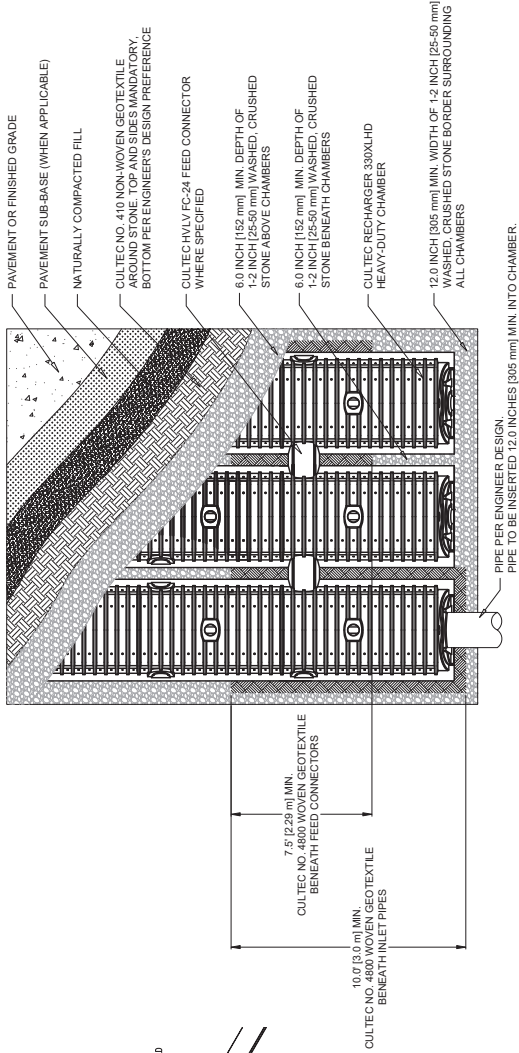 PAVEMENT OR FINISHED GRADE
PAVEMENT SUB-BASE (WHEN APPLICABLE)
NATURALLY COMPACTED FILL
CULTEC NO. 410 NON-WOVEN GEOTEXTILE
AROUND STONE. TOP AND SIDES MANDATORY,
BOTTOM PER ENGINEER'S DESIGN PREFERENCE
CULTEC HVLV FC-24 FEED CONNECTOR
WHERE SPECIFIED
6.0 INCH [152 mm] MIN. DEPTH OF
1-2 INCH [25-50 mm] WASHED, CRUSHED
STONE ABOVE CHAMBERS
6.0 INCH [152 mm] MIN. DEPTH OF
1-2 INCH [25-50 mm] WASHED, CRUSHED
STONE BENEATH CHAMBERS
CULTEC RECHARGER 330XLHD
HEAVY-DUTY CHAMBER
12.0 INCH [305 mm] MIN. WIDTH OF 1-2 INCH [25-50 mm]
WASHED, CRUSHED STONE BORDER SURROUNDING
ALL CHAMBERS
PIPE PER ENGINEER DESIGN.
PIPE TO BE INSERTED 12.0 INCHES [305 mm] MIN. INTO CHAMBER.
7.5' [2.29 m] MIN.
CULTEC NO. 4800 WOVEN GEOTEXTILE
BENEATH FEED CONNECTORS
10.0' [3.0 m] MIN.
CULTEC NO. 4800 WOVEN GEOTEXTILE
BENEATH INLET PIPES